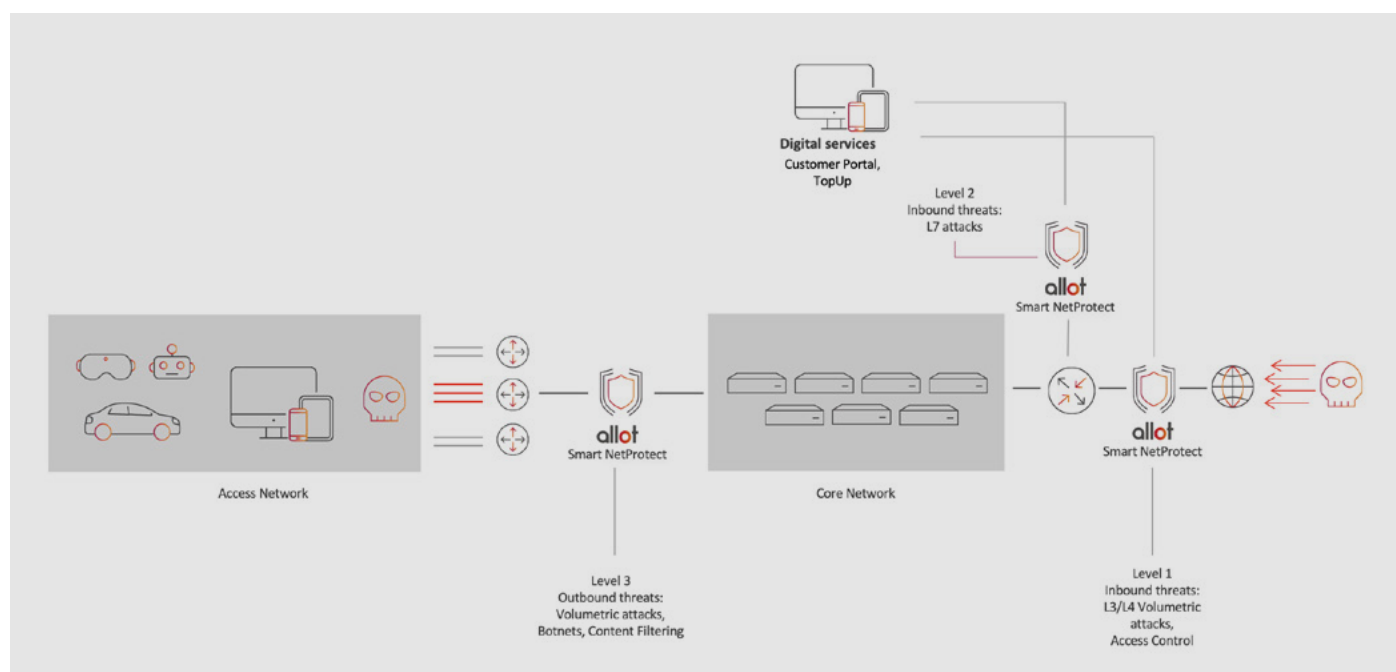 Digital services
Customer Portal,
TopUp
Level 2
Inbound threats:
L7 attacks
allot
Smart NetProtect
allot
Smart NetProtect
allot
Smart NetProtect
Access Network
Core Network
Level 3
Outbound threats:
Volumetric attacks,
Botnets, Content Filtering
Level 1
Inbound threats:
L3/L4 Volumetric
attacks,
Access Control